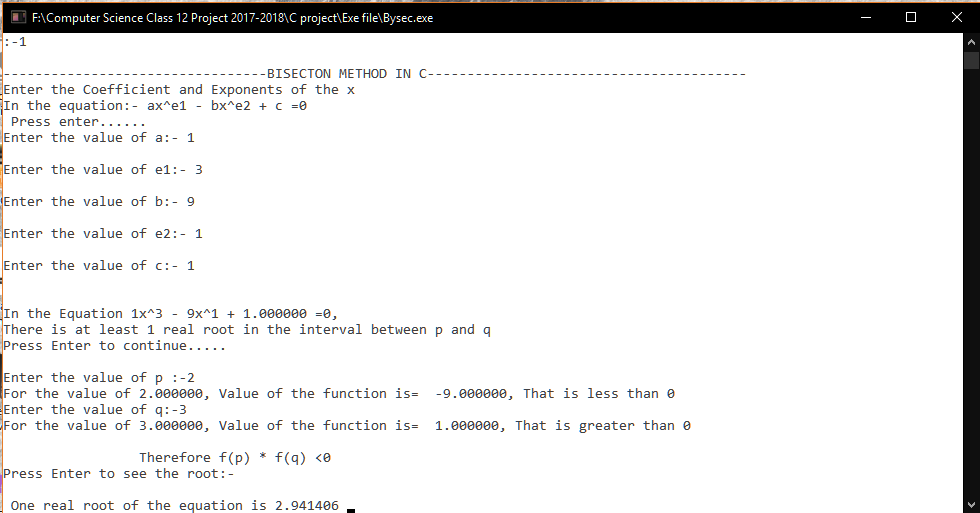 F:\Computer Science Class 12 Project 2017-2018\C project\Exe file\Bysec.exe
:-1
---------------------------------BISECTON METHOD IN C----------------------------------------
Enter the Coefficient and Exponents of the x
In the equation:- ax^e1 - bx^e2 + c =0
Press enter......
Enter the value of a:- 1
Enter the value of e1:- 3
Enter the value of b:- 9
Enter the value of e2:- 1
Enter the value of c:- 1
In the Equation 1x^3 - 9x^1 + 1.000000 =0,
There is at least 1 real root in the interval between p and q
Press Enter to continue.....
Enter the value of p :-2
For the value of 2.000000, Value of the function is=  -9.000000, That is less than 0
Enter the value of q:-3
For the value of 3.000000, Value of the function is=  1.000000, That is greater than 0
Therefore f(p) * f(q) <0
Press Enter to see the root:-
One real root of the equation is 2.941406